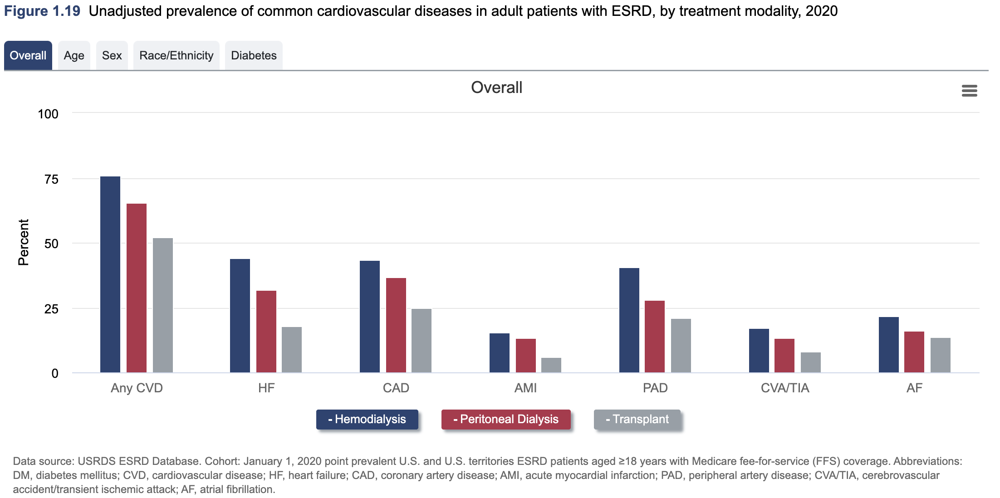 Figure 1.19 Unadjusted prevalence of common cardiovascular diseases in adult patients with ESRD, by treatment modality, 2020
Overall Age Sex Race/Ethnicity Diabetes
Overall
100
75
50
25
0
Percent
Any CVD HF CAD AMI PAD CVA/TIA AF
- Hemodialysis - Peritoneal Dialysis - Transplant
Data source: USRDS ESRD Database. Cohort: January 1, 2020 point prevalent U.S. and U.S. territories ESRD patients aged ≥18 years with Medicare fee-for-service (FFS) coverage. Abbreviations:
DM, diabetes mellitus; CVD, cardiovascular disease; HF, heart failure; CAD, coronary artery disease; AMI, acute myocardial infarction; PAD, peripheral artery disease; CVA/TIA, cerebrovascular
accident/transient ischemic attack; AF, atrial fibrillation.